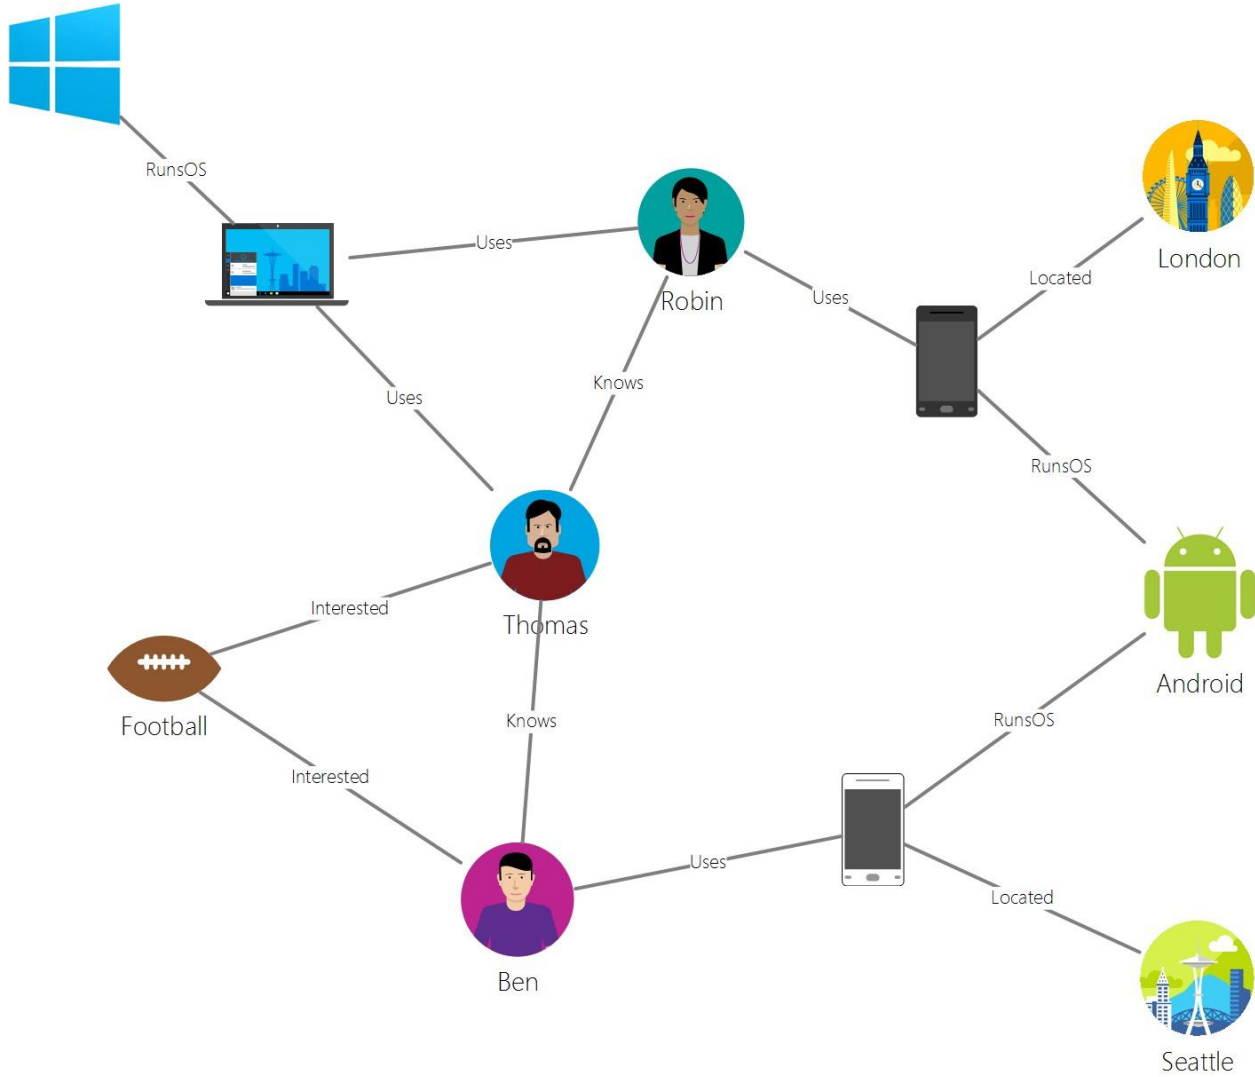 RunsOS
Uses
Robin
Uses
Located
London
Knows
Uses
RunsOS
Interested
Thomas
Android
Football
Knows
RunsOS
Interested
Uses
Located
Ben
Seattle